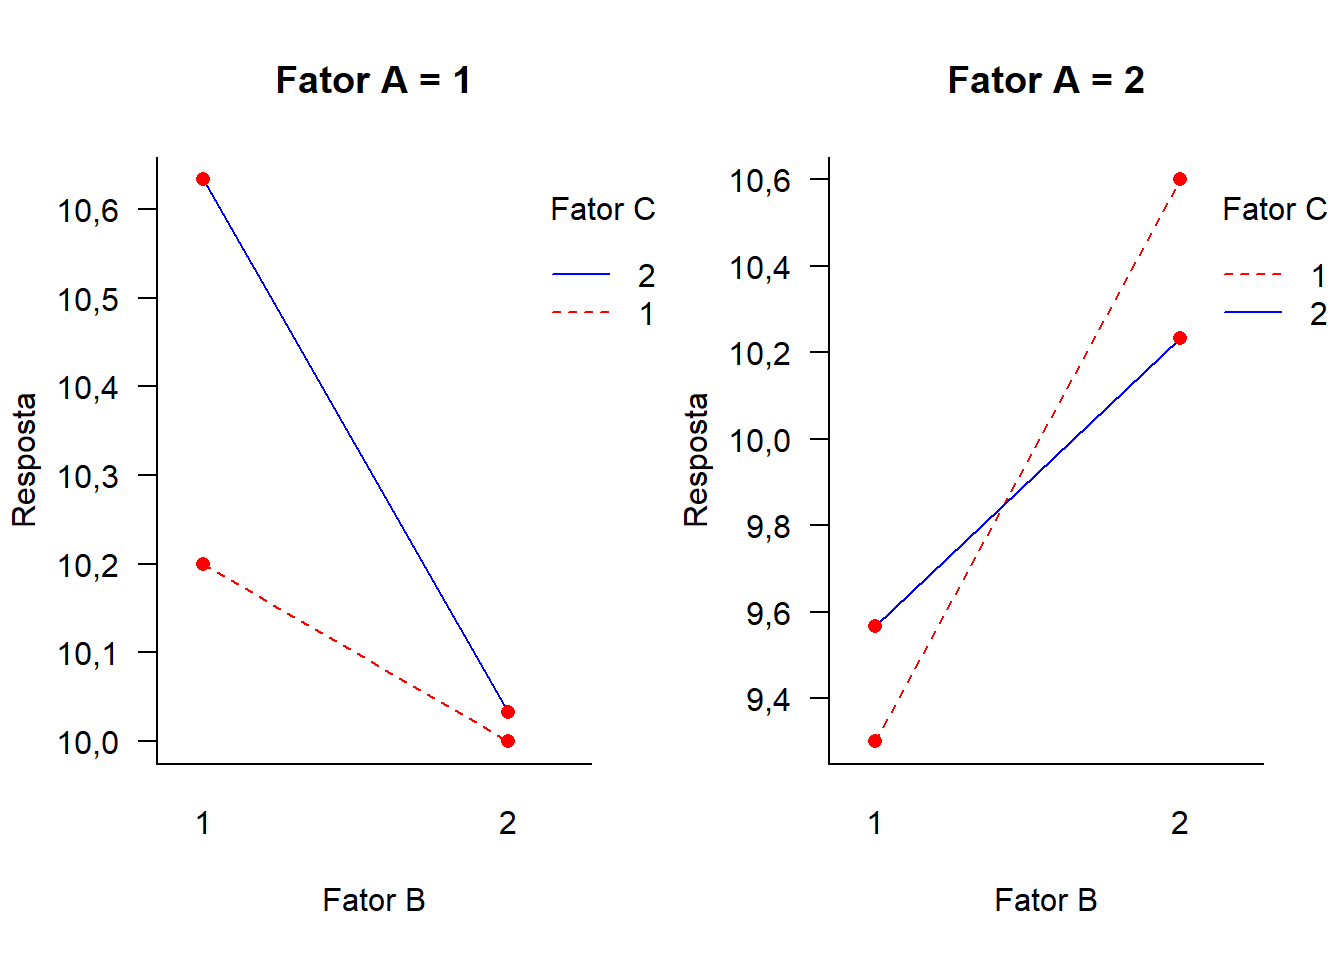 Fator A = 1
Resposta
10,6
10,5
10,4
10,3
10,2
10,1
10,0
Fator C
2
1
1
2
Fator B
Fator A = 2
Resposta
10,6
10,4
10,2
10,0
9,8
9,6
9,4
Fator C
1
2
1
2
Fator B